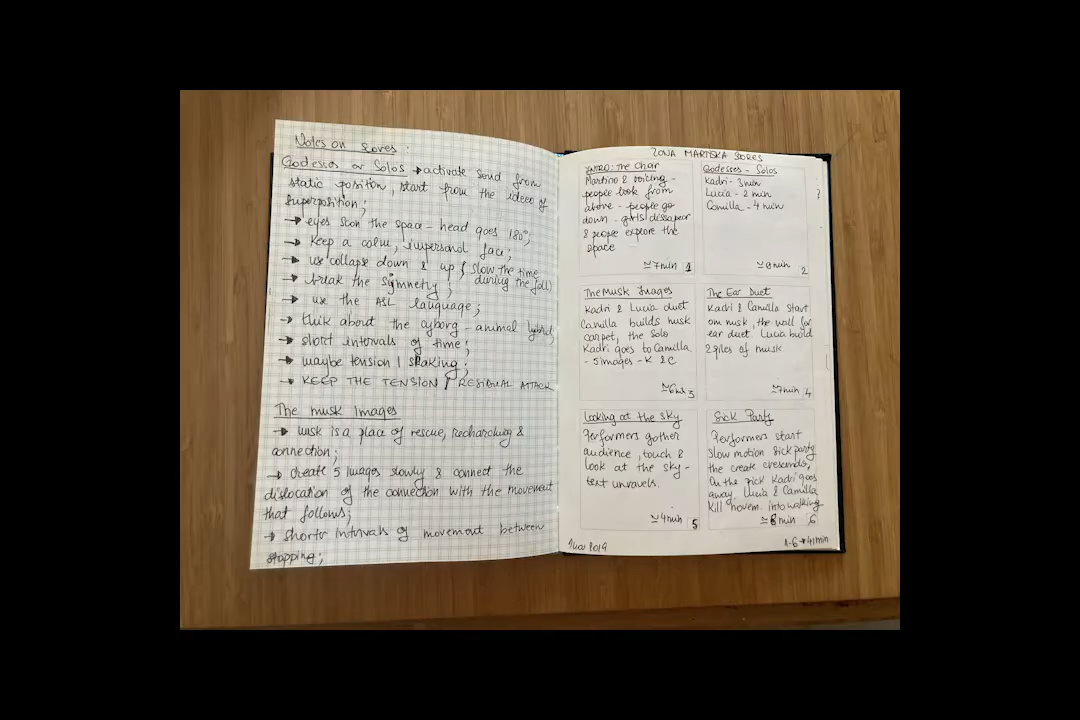 Notes on scores:
Godesses or Solos → activate send from
static position, start from the ideea of
superposition;
→ eyes scan the space - head goes 180°;
→ keep a calm, impersonal face;
→ use collapse down & up / slow the time
during the fall)
→ break the symmetry;
→ use the ASL language;
→ think about the cyborg - animal hybrid;
→ short intervals of time;
→ maybe tension / shaking;
→ KEEP THE TENSION / RESIDUAL ATTACK
The Musk Images
→ musk is a place of rescue, recharching &
connection;
→ create 5 images slowly & connect the
dislocation of the connection with the movement
that follows;
→ shorter intervals of movement between
stopping;
ZONA MARTISKA SCORES
INTRO: The Chair
Martina & voicing -
people look from
above - people go
down - girls dissapear
& people explore the
space
≈7min 1
Godesses - Solos
Kadri - 3min
Lucia - 2 min
Camilla - 4 min
≈9min 2
The Musk Images
Kadri & Lucia duet
Camilla builds musk
carpet, the Solo
Kadri goes to Camilla
- 5 images - K & C
≈6min 3
The Ear Duet
Kadri & Camilla start
on musk, the wall for
ear duet. Lucia build
2 piles of musk
≈7min 4
Looking at the sky
Performers gather
audience, touch &
look at the sky -
text unravels.
≈4min 5
Sick Party
Performers start
slow motion sick party
the create crescendo,
On the pick Kadri goes
away. Lucia & Camilla
kill movem. into walking
≈8min 6
2019
1-6 → 41min